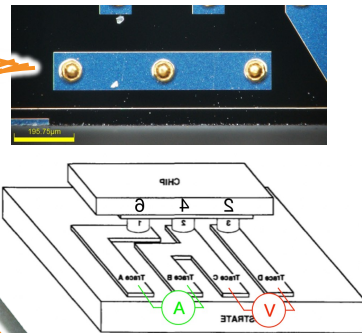 195.75µm
CHIP
6 4 2
1 2 3
Trace A Trace B Trace C Trace D
A V
STRATE